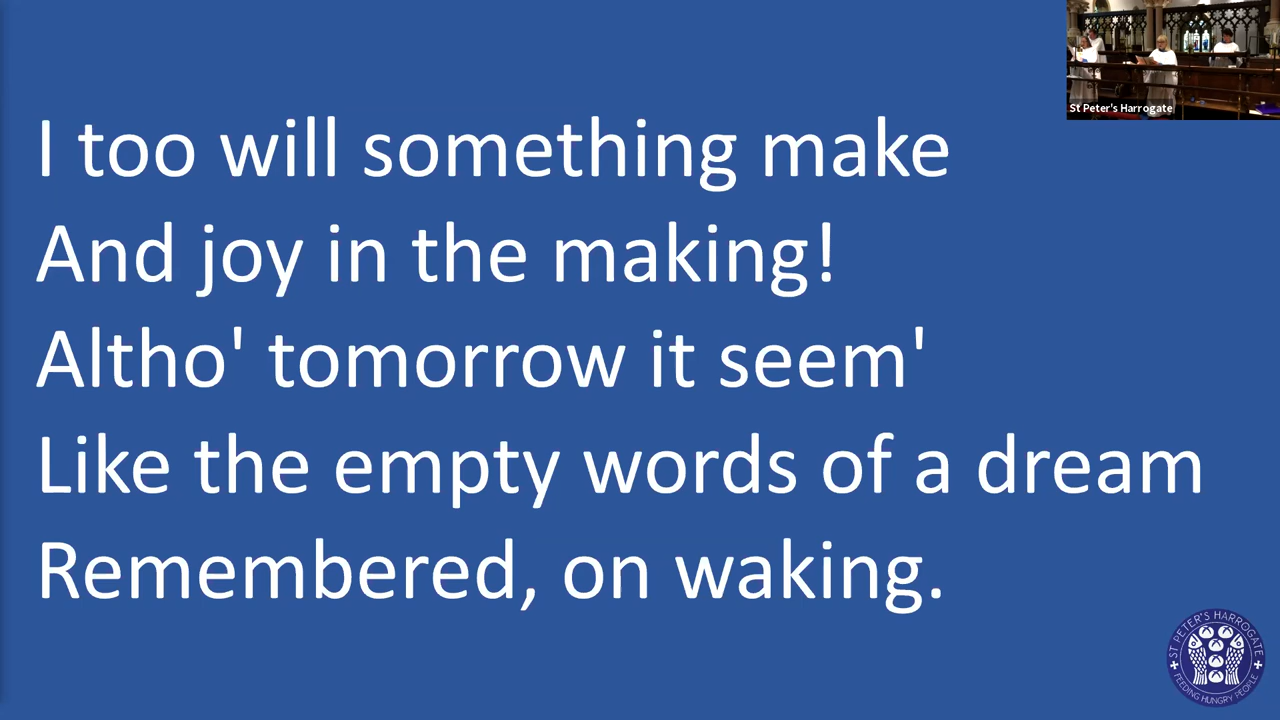 St Peter's Harrogate
I too will something make
And joy in the making!
Altho' tomorrow it seem'
Like the empty words of a dream
Remembered, on waking.
ST PETER'S HARROGATE
FEEDING HUNGRY PEOPLE